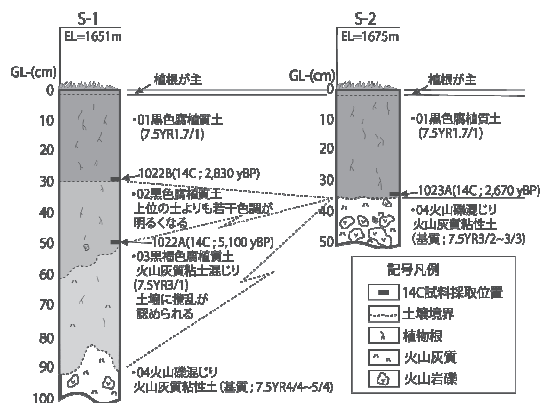 S-1
EL=1651m
GL-(cm)
0
10
20
30
40
50
60
70
80
90
100
植根が主
・01黒色腐植質土
(7.5YR1.7/1)
1022B(14C ; 2,830 yBP)
・02黒色腐植質土
上位の土よりも若干色調が
明るくなる
1022A(14C ; 5,100 yBP)
・03黒褐色腐植質土
火山灰質粘土混じり
(7.5YR3/1)
土壌に擾乱が
認められる
・04火山礫混じり
火山灰質粘性土(基質 ; 7.5YR4/4~5/4)
S-2
EL=1675m
GL-(cm)
0
10
20
30
40
50
植根が主
・01黒色腐植質土
(7.5YR1.7/1)
1023A(14C ; 2,670 yBP)
・04火山礫混じり
火山灰質粘性土
(基質 ; 7.5YR3/2~3/3)
記号凡例
14C試料採取位置
土壌境界
植物根
火山灰質
火山岩礫